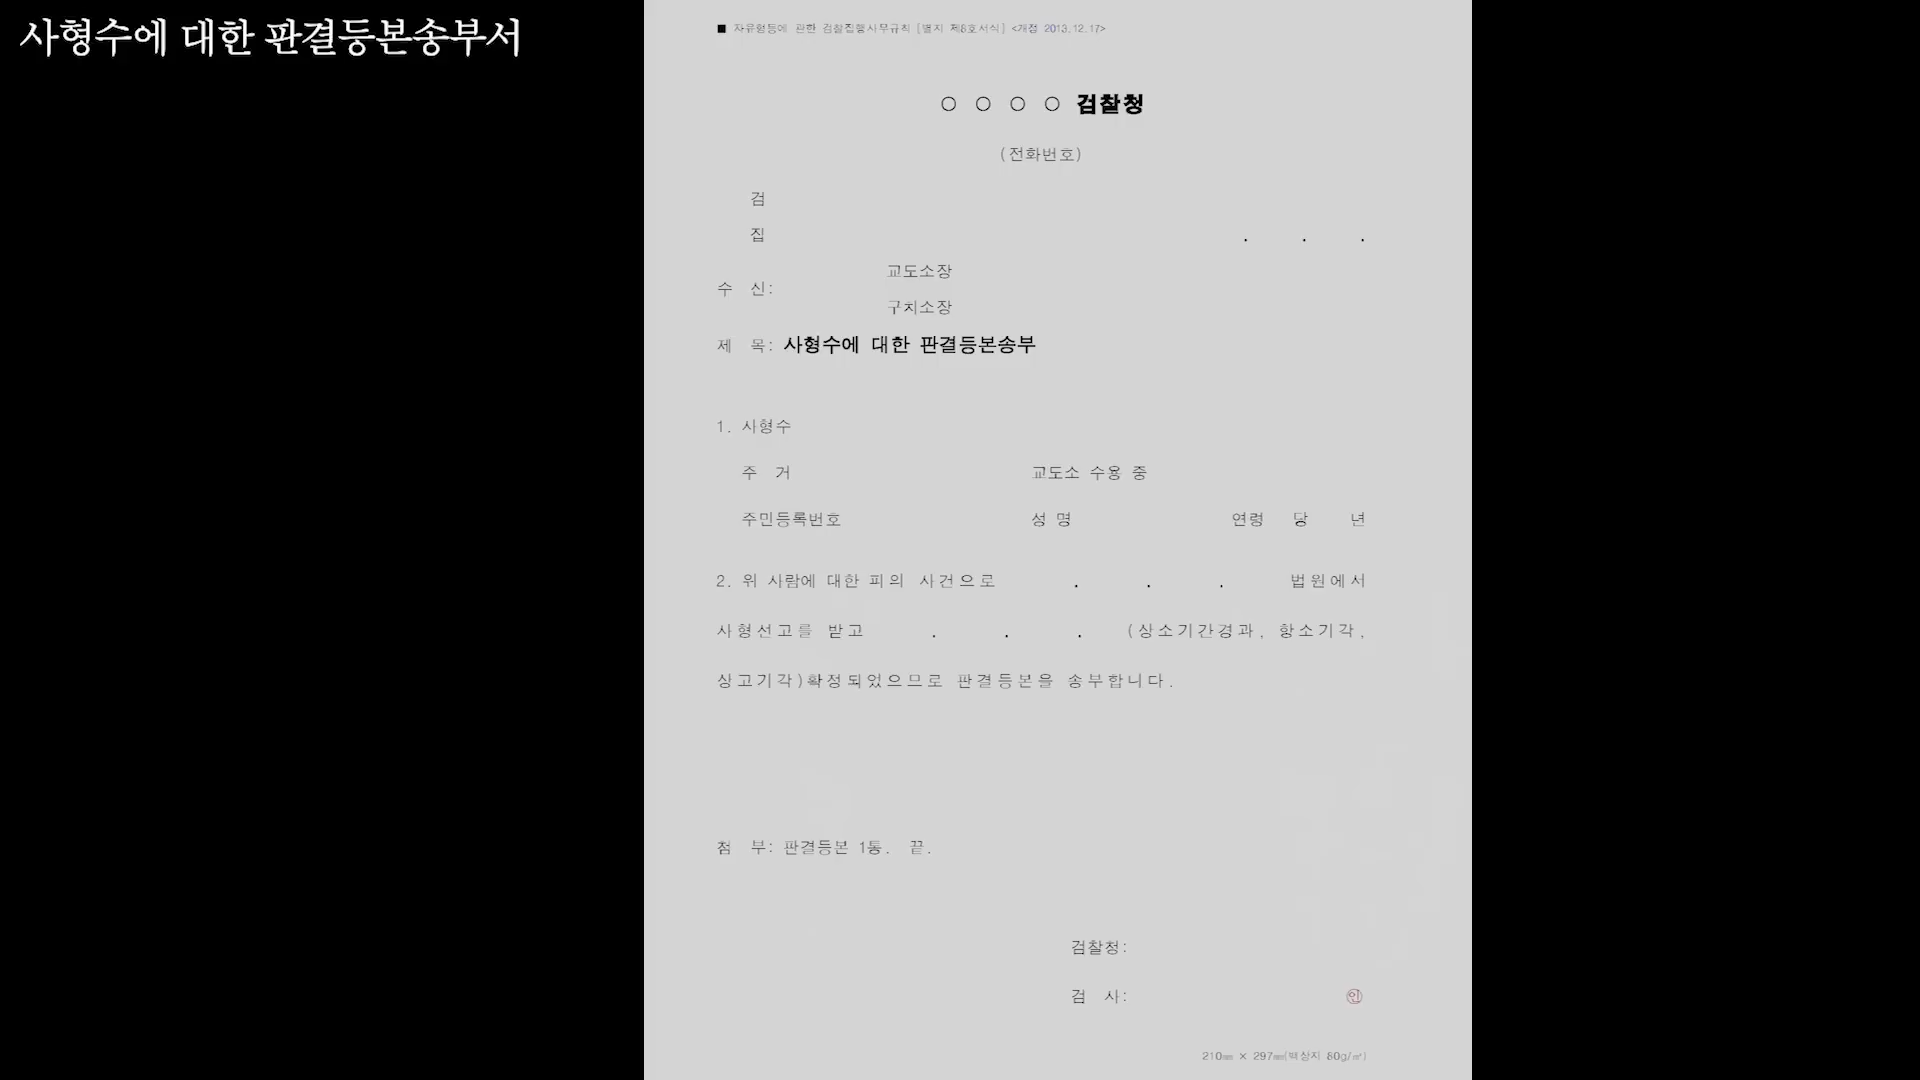 사형수에 대한 판결등본송부서
■ 자유형등에 관한 검찰집행사무규칙 [별지 제6호서식] <개정 2013.12.17>
○ ○ ○ ○ 검찰청
(전화번호)
검
집 . . .
교도소장
수 신:
구치소장
제 목: 사형수에 대한 판결등본송부
1. 사형수
주 거 교도소 수용 중
주민등록번호 성 명 연령 당 년
2. 위 사람에 대한 피의 사건으로 . . . 법원에서
사형선고를 받고 . . . (상소기간경과, 항소기각,
상고기각)확정되었으므로 판결등본을 송부합니다.
첨 부: 판결등본 1통. 끝.
검찰청:
검 사: ㊞
210㎜ × 297㎜(백상지 80g/㎡)